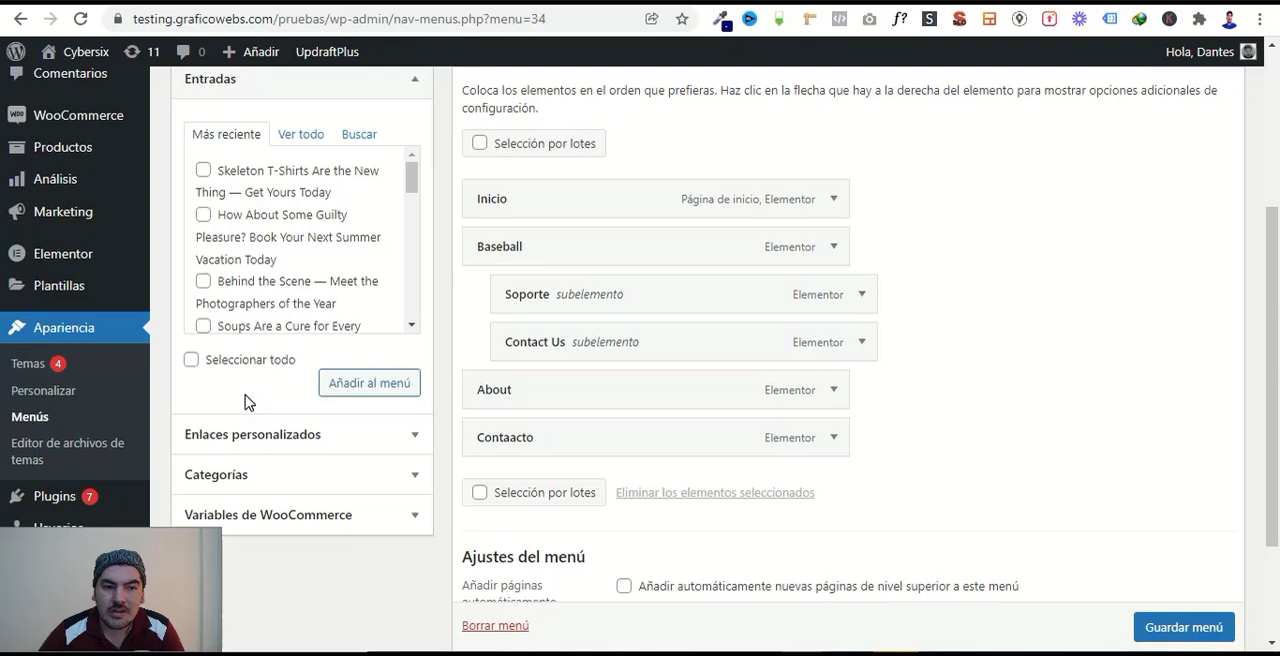 testing.graficowebs.com/pruebas/wp-admin/nav-menus.php?menu=34
Cybersix 11 0 Añadir UpdraftPlus Hola, Dantes
Comentarios
WooCommerce
Productos
Análisis
Marketing
Elementor
Plantillas
Apariencia
Temas 4
Personalizar
Menús
Editor de archivos de
temas
Plugins 7
Entradas
Más reciente Ver todo Buscar
Skeleton T-Shirts Are the New
Thing — Get Yours Today
How About Some Guilty
Pleasure? Book Your Next Summer
Vacation Today
Behind the Scene — Meet the
Photographers of the Year
Soups Are a Cure for Every
Seleccionar todo
Añadir al menú
Enlaces personalizados
Categorías
Variables de WooCommerce
Coloca los elementos en el orden que prefieras. Haz clic en la flecha que hay a la derecha del elemento para mostrar opciones adicionales de
configuración.
Selección por lotes
Inicio Página de inicio, Elementor
Baseball Elementor
Soporte subelemento Elementor
Contact Us subelemento Elementor
About Elementor
Contaacto Elementor
Selección por lotes Eliminar los elementos seleccionados
Ajustes del menú
Añadir páginas Añadir automáticamente nuevas páginas de nivel superior a este menú
automáticamente
Borrar menú Guardar menú